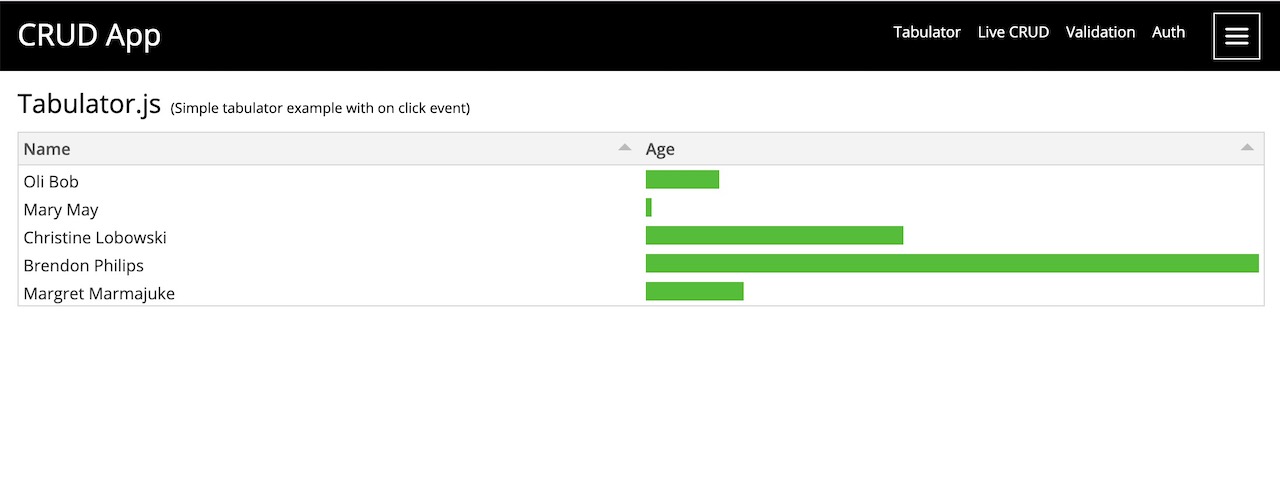 CRUD App
Tabulator Live CRUD Validation Auth
Tabulator.js (Simple tabulator example with on click event)
Name Age
Oli Bob
Mary May
Christine Lobowski
Brendon Philips
Margret Marmajuke